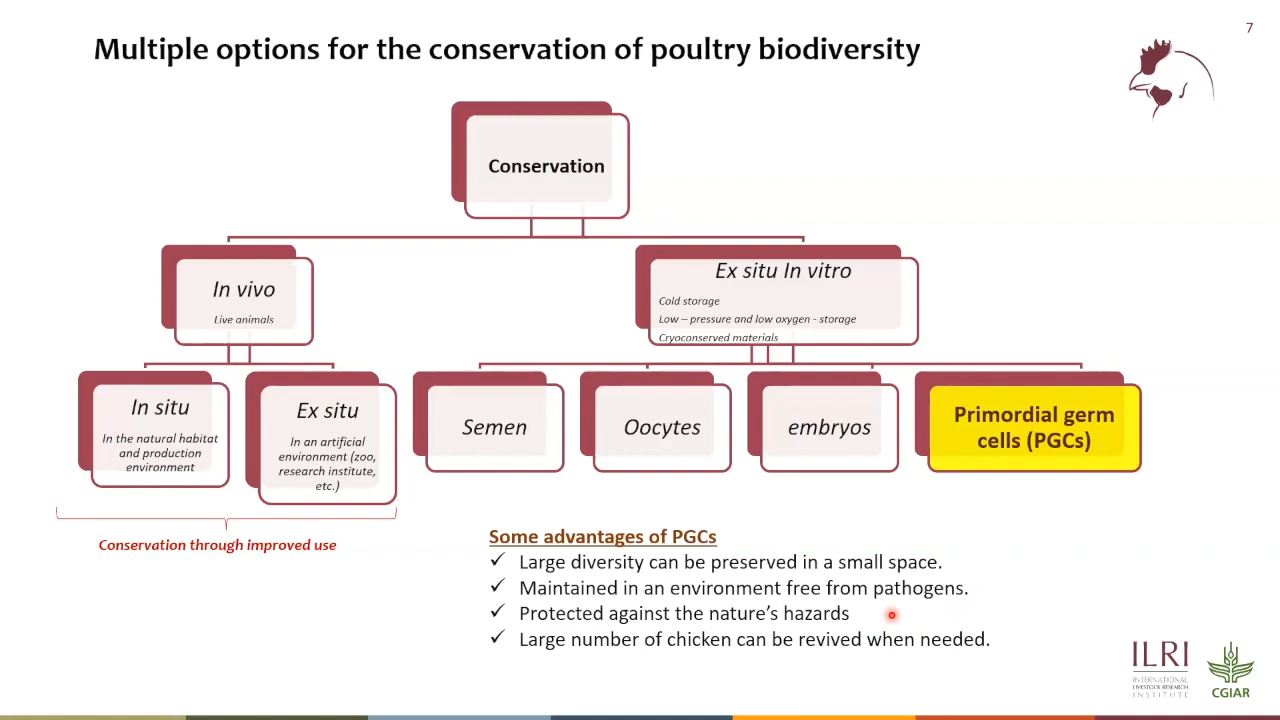 7
Multiple options for the conservation of poultry biodiversity
Conservation
In vivo
Live animals
Ex situ In vitro
Cold storage
Low – pressure and low oxygen - storage
Cryoconserved materials
In situ
In the natural habitat
and production
environment
Ex situ
In an artificial
environment (zoo,
research institute,
etc.)
Semen
Oocytes
embryos
Primordial germ
cells (PGCs)
Conservation through improved use
Some advantages of PGCs
✓ Large diversity can be preserved in a small space.
✓ Maintained in an environment free from pathogens.
✓ Protected against the nature's hazards
✓ Large number of chicken can be revived when needed.
ILRI
INTERNATIONAL
LIVESTOCK RESEARCH
INSTITUTE
CGIAR